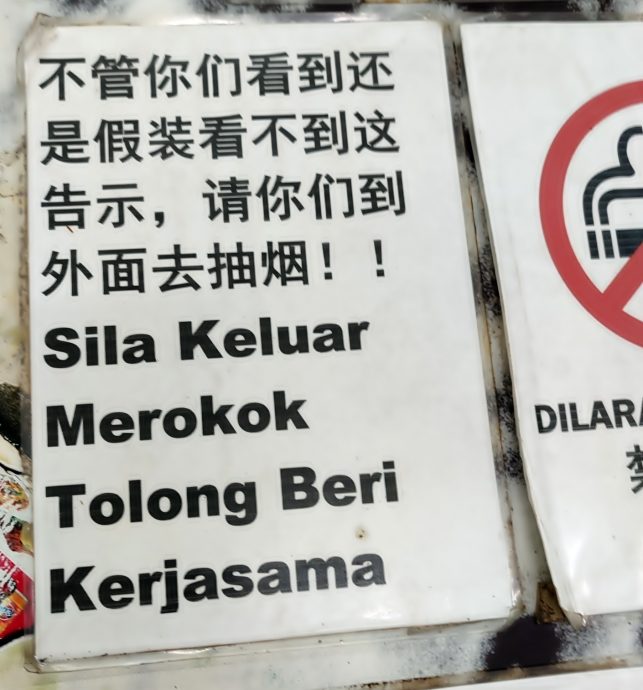 不管你们看到还
是假装看不到这
告示，请你们到
外面去抽烟！！
Sila Keluar
Merokok
Tolong Beri
Kerjasama